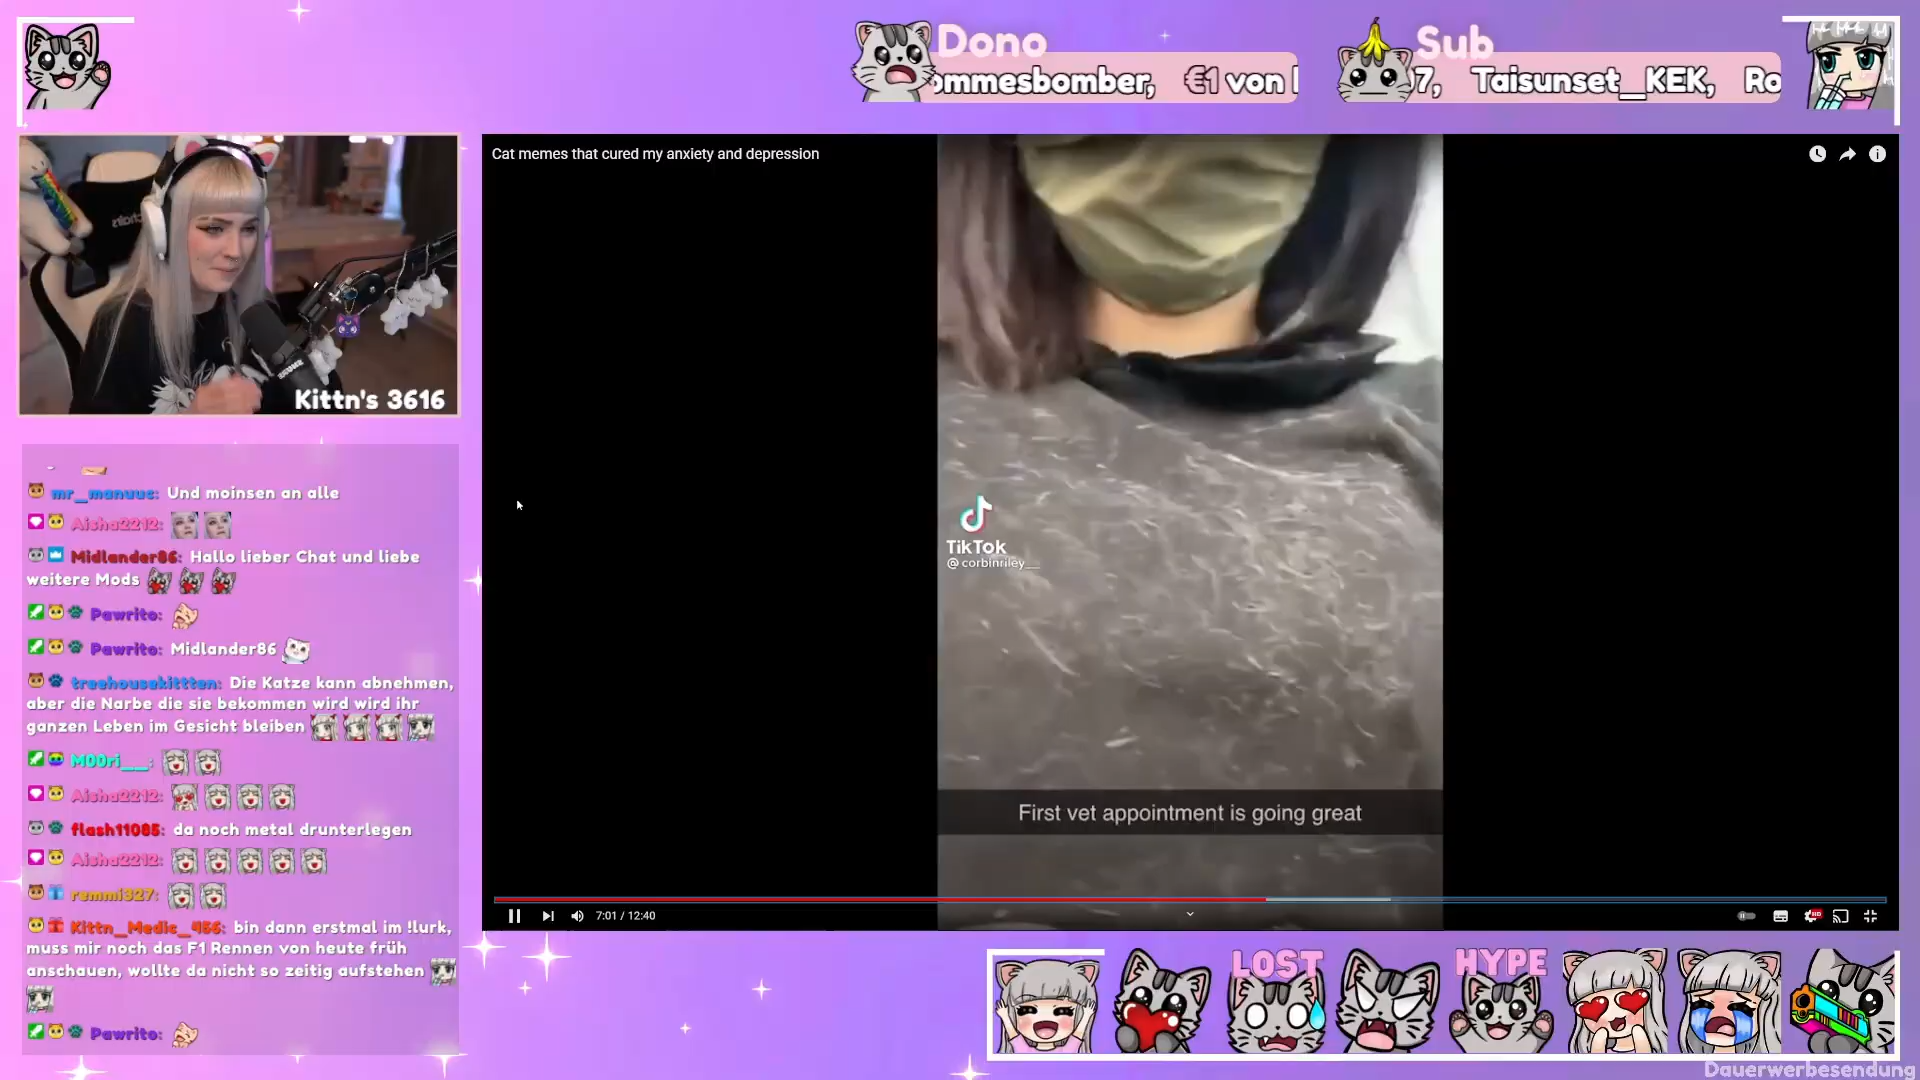 Dono
ommesbomber, €1 von
Sub
7, Taisunset_KEK, Ro
Cat memes that cured my anxiety and depression
Kittn's 3616
mr_manuuc: Und moinsen an alle
Aisha2212:
Midlander86: Hallo lieber Chat und liebe
weitere Mods
Pawrito:
Pawrito: Midlander86
treehousekittten: Die Katze kann abnehmen,
aber die Narbe die sie bekommen wird wird ihr
ganzen Leben im Gesicht bleiben
M00ri__:
Aisha2212:
flash11085: da noch metal drunterlegen
Aisha2212:
remmi327:
Kittn_Medic_456: bin dann erstmal im !lurk,
muss mir noch das F1 Rennen von heute früh
anschauen, wollte da nicht so zeitig aufstehen
Pawrito:
TikTok
@corbinriley__
First vet appointment is going great
7:01 / 12:40
HD
LOST
HYPE
Dauerwerbesendung